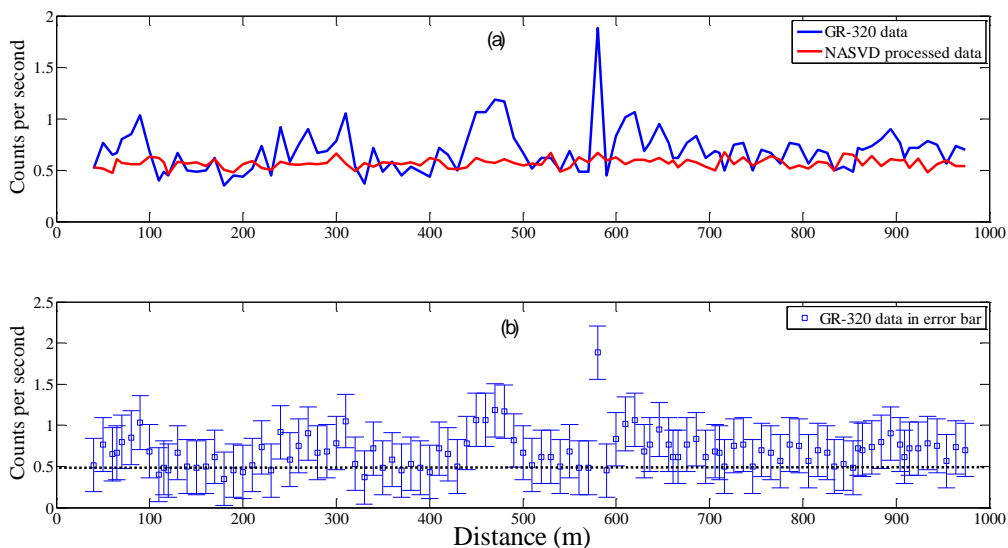 Counts per second
2
1.5
1
0.5
0
(a)
GR-320 data
NASVD processed data
0 100 200 300 400 500 600 700 800 900 1000
Counts per second
2.5
2
1.5
1
0.5
0
(b)
GR-320 data in error bar
0 100 200 300 400 500 600 700 800 900 1000
Distance (m)